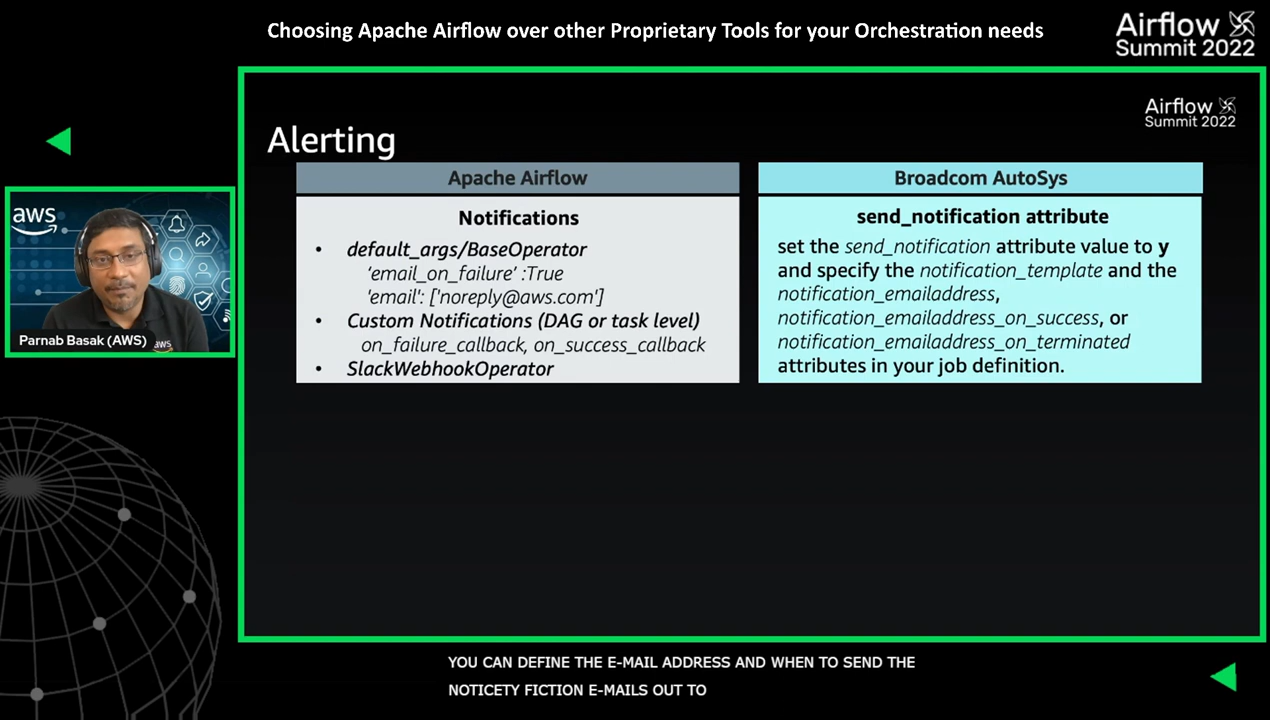 Choosing Apache Airflow over other Proprietary Tools for your Orchestration needs
Airflow
Summit 2022
Airflow
Summit 2022
Alerting
Apache Airflow
Notifications
• default_args/BaseOperator
'email_on_failure' :True
'email': ['noreply@aws.com']
• Custom Notifications (DAG or task level)
on_failure_callback, on_success_callback
• SlackWebhookOperator
Broadcom AutoSys
send_notification attribute
set the send_notification attribute value to y
and specify the notification_template and the
notification_emailaddress,
notification_emailaddress_on_success, or
notification_emailaddress_on_terminated
attributes in your job definition.
aws
Parnab Basak (AWS)
aws
YOU CAN DEFINE THE E-MAIL ADDRESS AND WHEN TO SEND THE
NOTICETY FICTION E-MAILS OUT TO